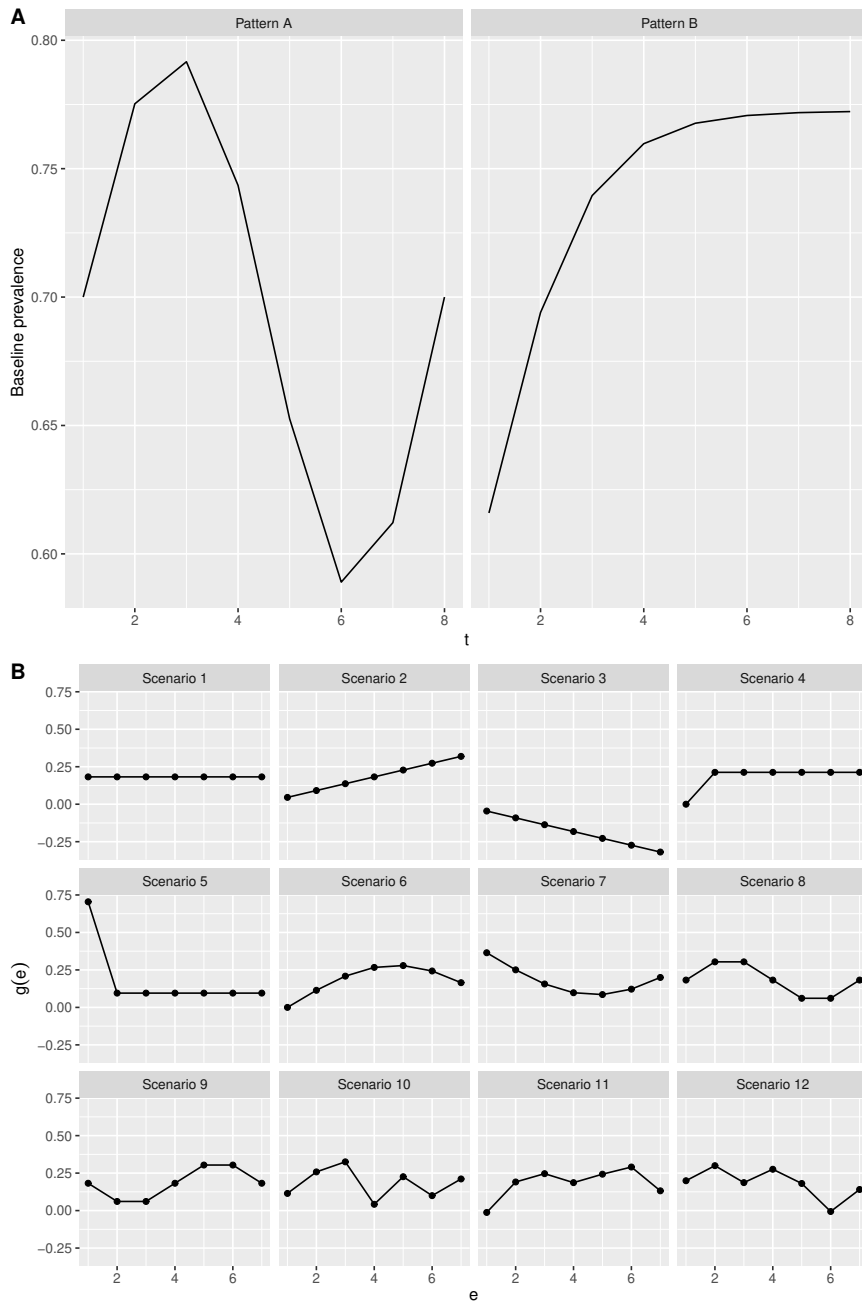 A
Pattern A Pattern B
0.80
0.75
0.70
0.65
0.60
Baseline prevalence
2 4 6 8 2 4 6 8
t
B
Scenario 1 Scenario 2 Scenario 3 Scenario 4
0.75
0.50
0.25
0.00
−0.25
Scenario 5 Scenario 6 Scenario 7 Scenario 8
0.75
0.50
0.25
0.00
−0.25
g(e)
Scenario 9 Scenario 10 Scenario 11 Scenario 12
0.75
0.50
0.25
0.00
−0.25
2 4 6 2 4 6 2 4 6 2 4 6
e